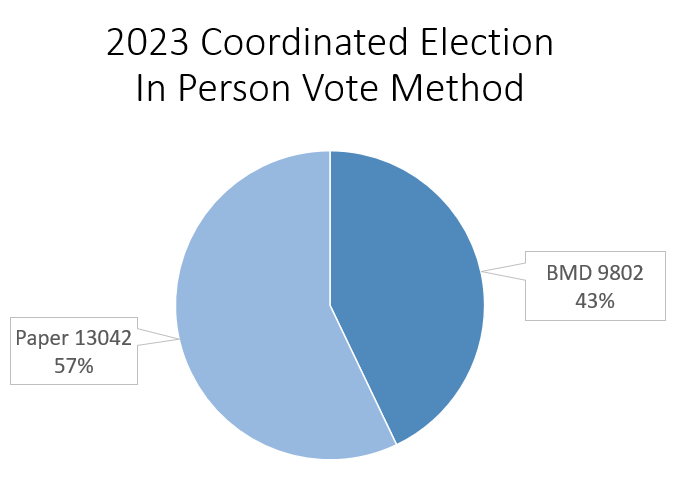 2023 Coordinated Election
In Person Vote Method
BMD 9802
43%
Paper 13042
57%